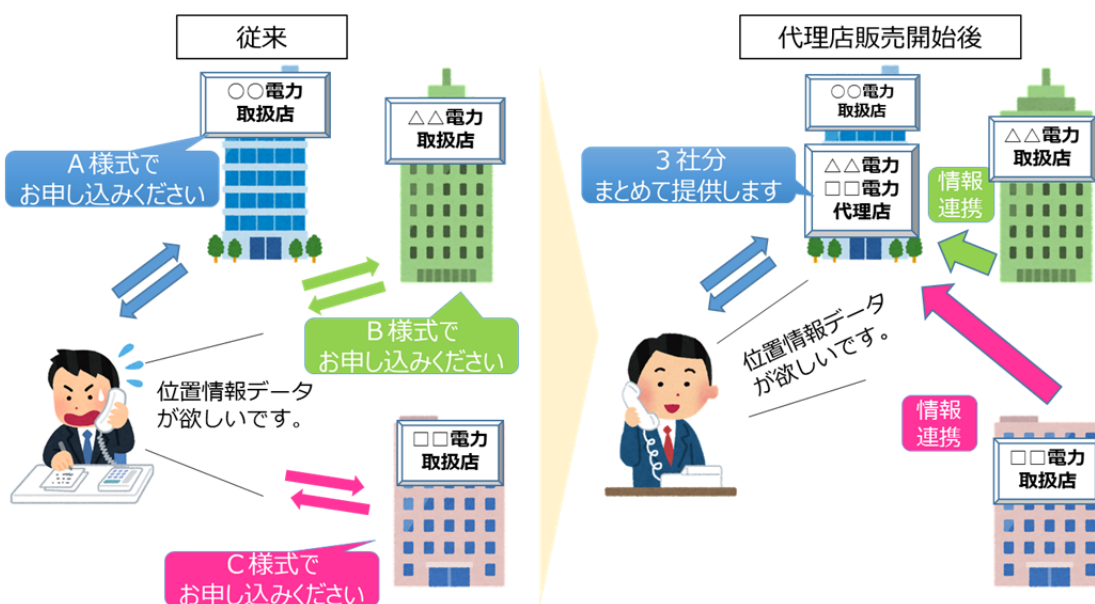 従来
○○電力
取扱店
△△電力
取扱店
A様式で
お申し込みください
B様式で
お申し込みください
位置情報データ
が欲しいです。
□□電力
取扱店
C様式で
お申し込みください
代理店販売開始後
○○電力
取扱店
△△電力
□□電力
代理店
△△電力
取扱店
3社分
まとめて提供します
情報
連携
位置情報データ
が欲しいです。
情報
連携
□□電力
取扱店